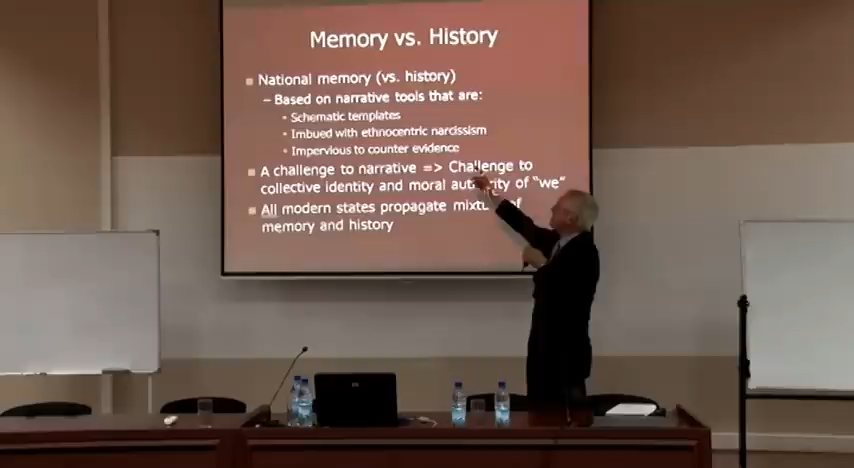 Memory vs. History
National memory (vs. history)
– Based on narrative tools that are:
• Schematic templates
• Imbued with ethnocentric narcissism
• Impervious to counter evidence
A challenge to narrative => Challenge to
collective identity and moral authority of "we"
All modern states propagate mixture of
memory and history